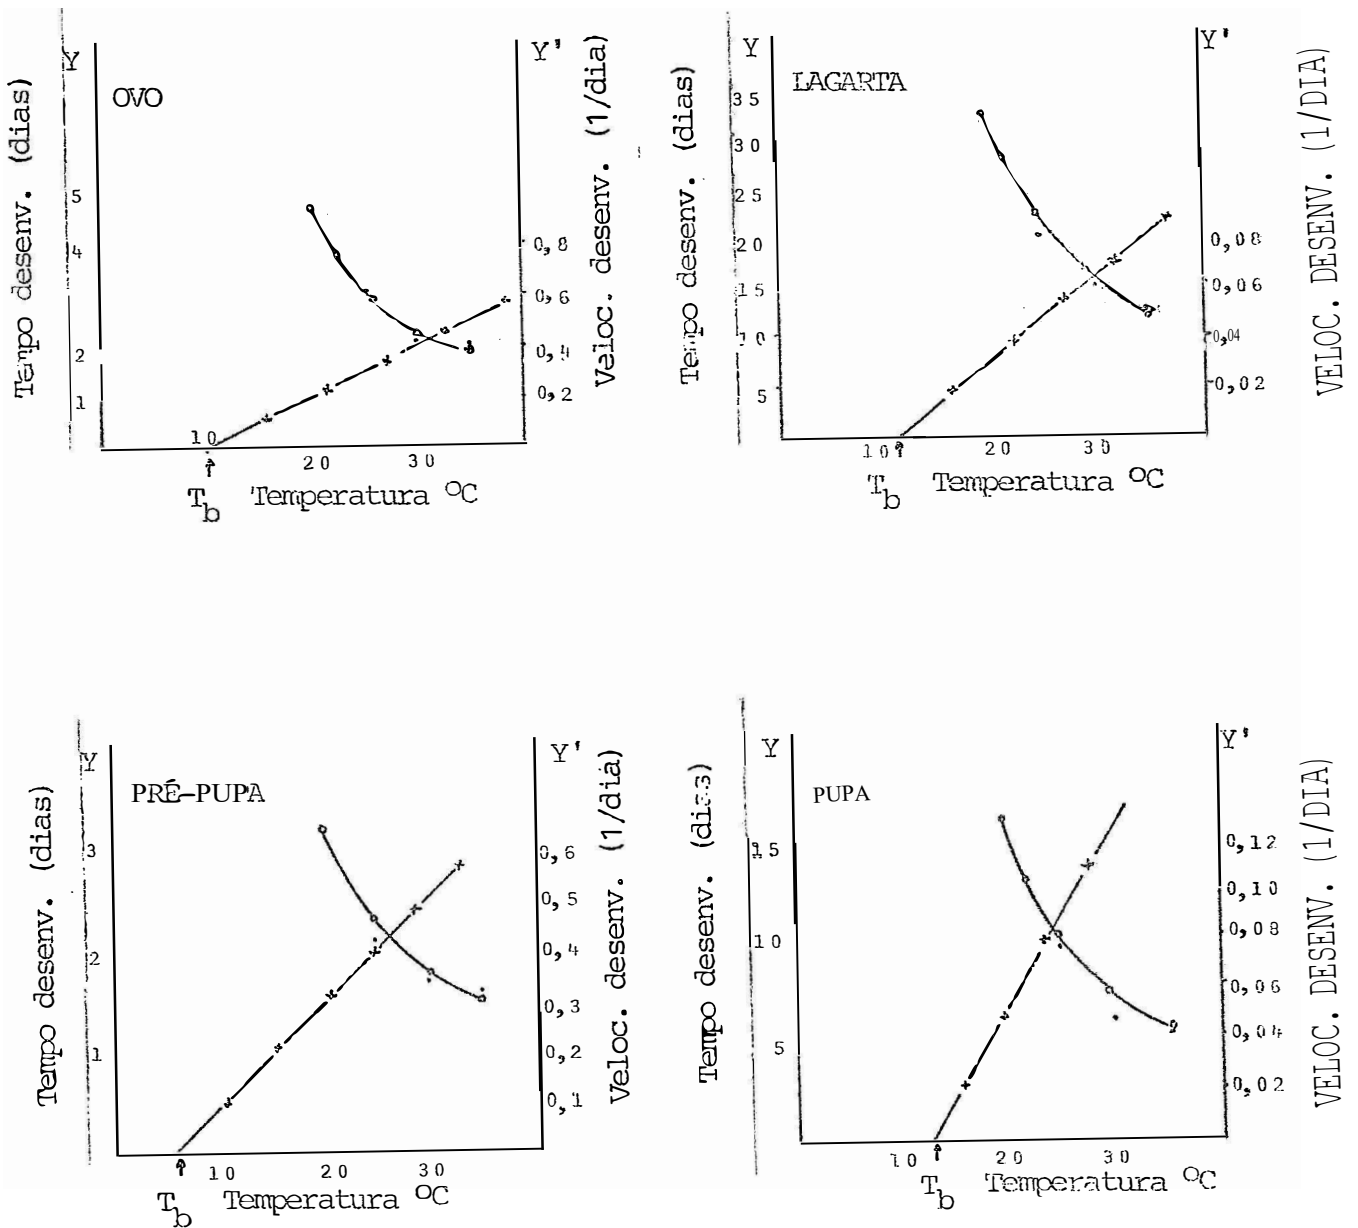 Y
Y'
OVO
Tempo desenv. (dias)
Veloc. desenv. (1/dia)
5
4
2
1
0,8
0,6
0,4
0,2
10
20
30
Tb Temperatura ºC
Y
Y'
LAGARTA
Tempo desenv. (dias)
VELOC. DESENV. (1/DIA)
35
30
25
20
15
10
5
0,08
0,06
0,04
0,02
10
20
30
Tb Temperatura ºC
Y
Y'
PRÉ-PUPA
Tempo desenv. (dias)
Veloc. desenv. (1/dia)
3
2
1
0,6
0,5
0,4
0,3
0,2
0,1
10
20
30
Tb Temperatura ºC
Y
Y'
PUPA
Tempo desenv. (dias)
VELOC. DESENV. (1/DIA)
15
10
5
0,12
0,10
0,08
0,06
0,04
0,02
10
20
30
Tb Temperatura ºC